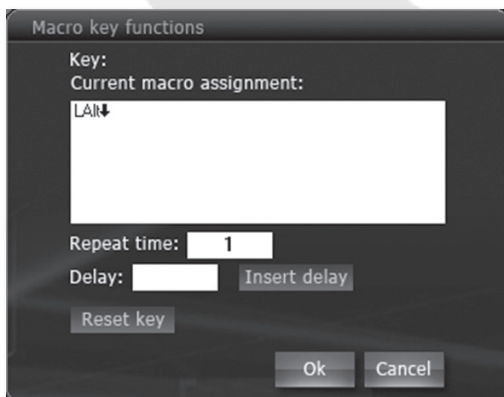 Macro key functions
Key:
Current macro assignment:
LAlt⬇
Repeat time: 1
Delay: Insert delay
Reset key
Ok Cancel